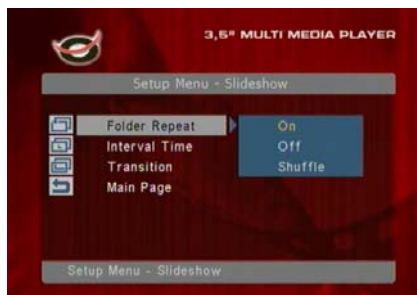 3,5" MULTI MEDIA PLAYER
Setup Menu - Slideshow
Folder Repeat On
Interval Time Off
Transition Shuffle
Main Page
Setup Menu - Slideshow